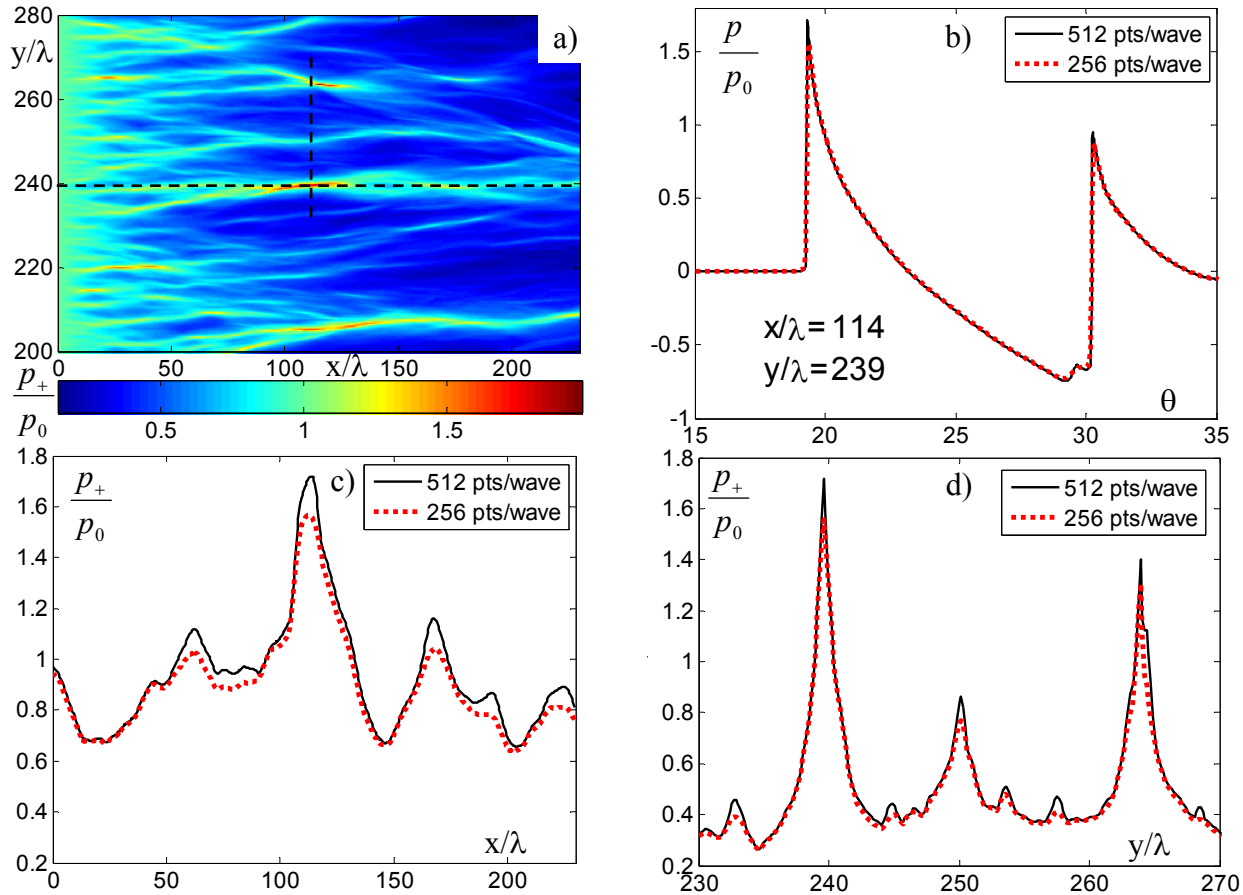 a)
y/λ
280
260
240
220
200
0
50
100
x/λ
150
200
p₊
p₀
0.5
1
1.5
b)
p
p₀
512 pts/wave
256 pts/wave
1.5
1
0.5
0
-0.5
-1
x/λ= 114
y/λ=239
θ
15
20
25
30
35
c)
p₊
p₀
512 pts/wave
256 pts/wave
1.8
1.6
1.4
1.2
1
0.8
0.6
0.4
0.2
x/λ
0
50
100
150
200
d)
p₊
p₀
512 pts/wave
256 pts/wave
1.8
1.6
1.4
1.2
1
0.8
0.6
0.4
0.2
y/λ
230
240
250
260
270